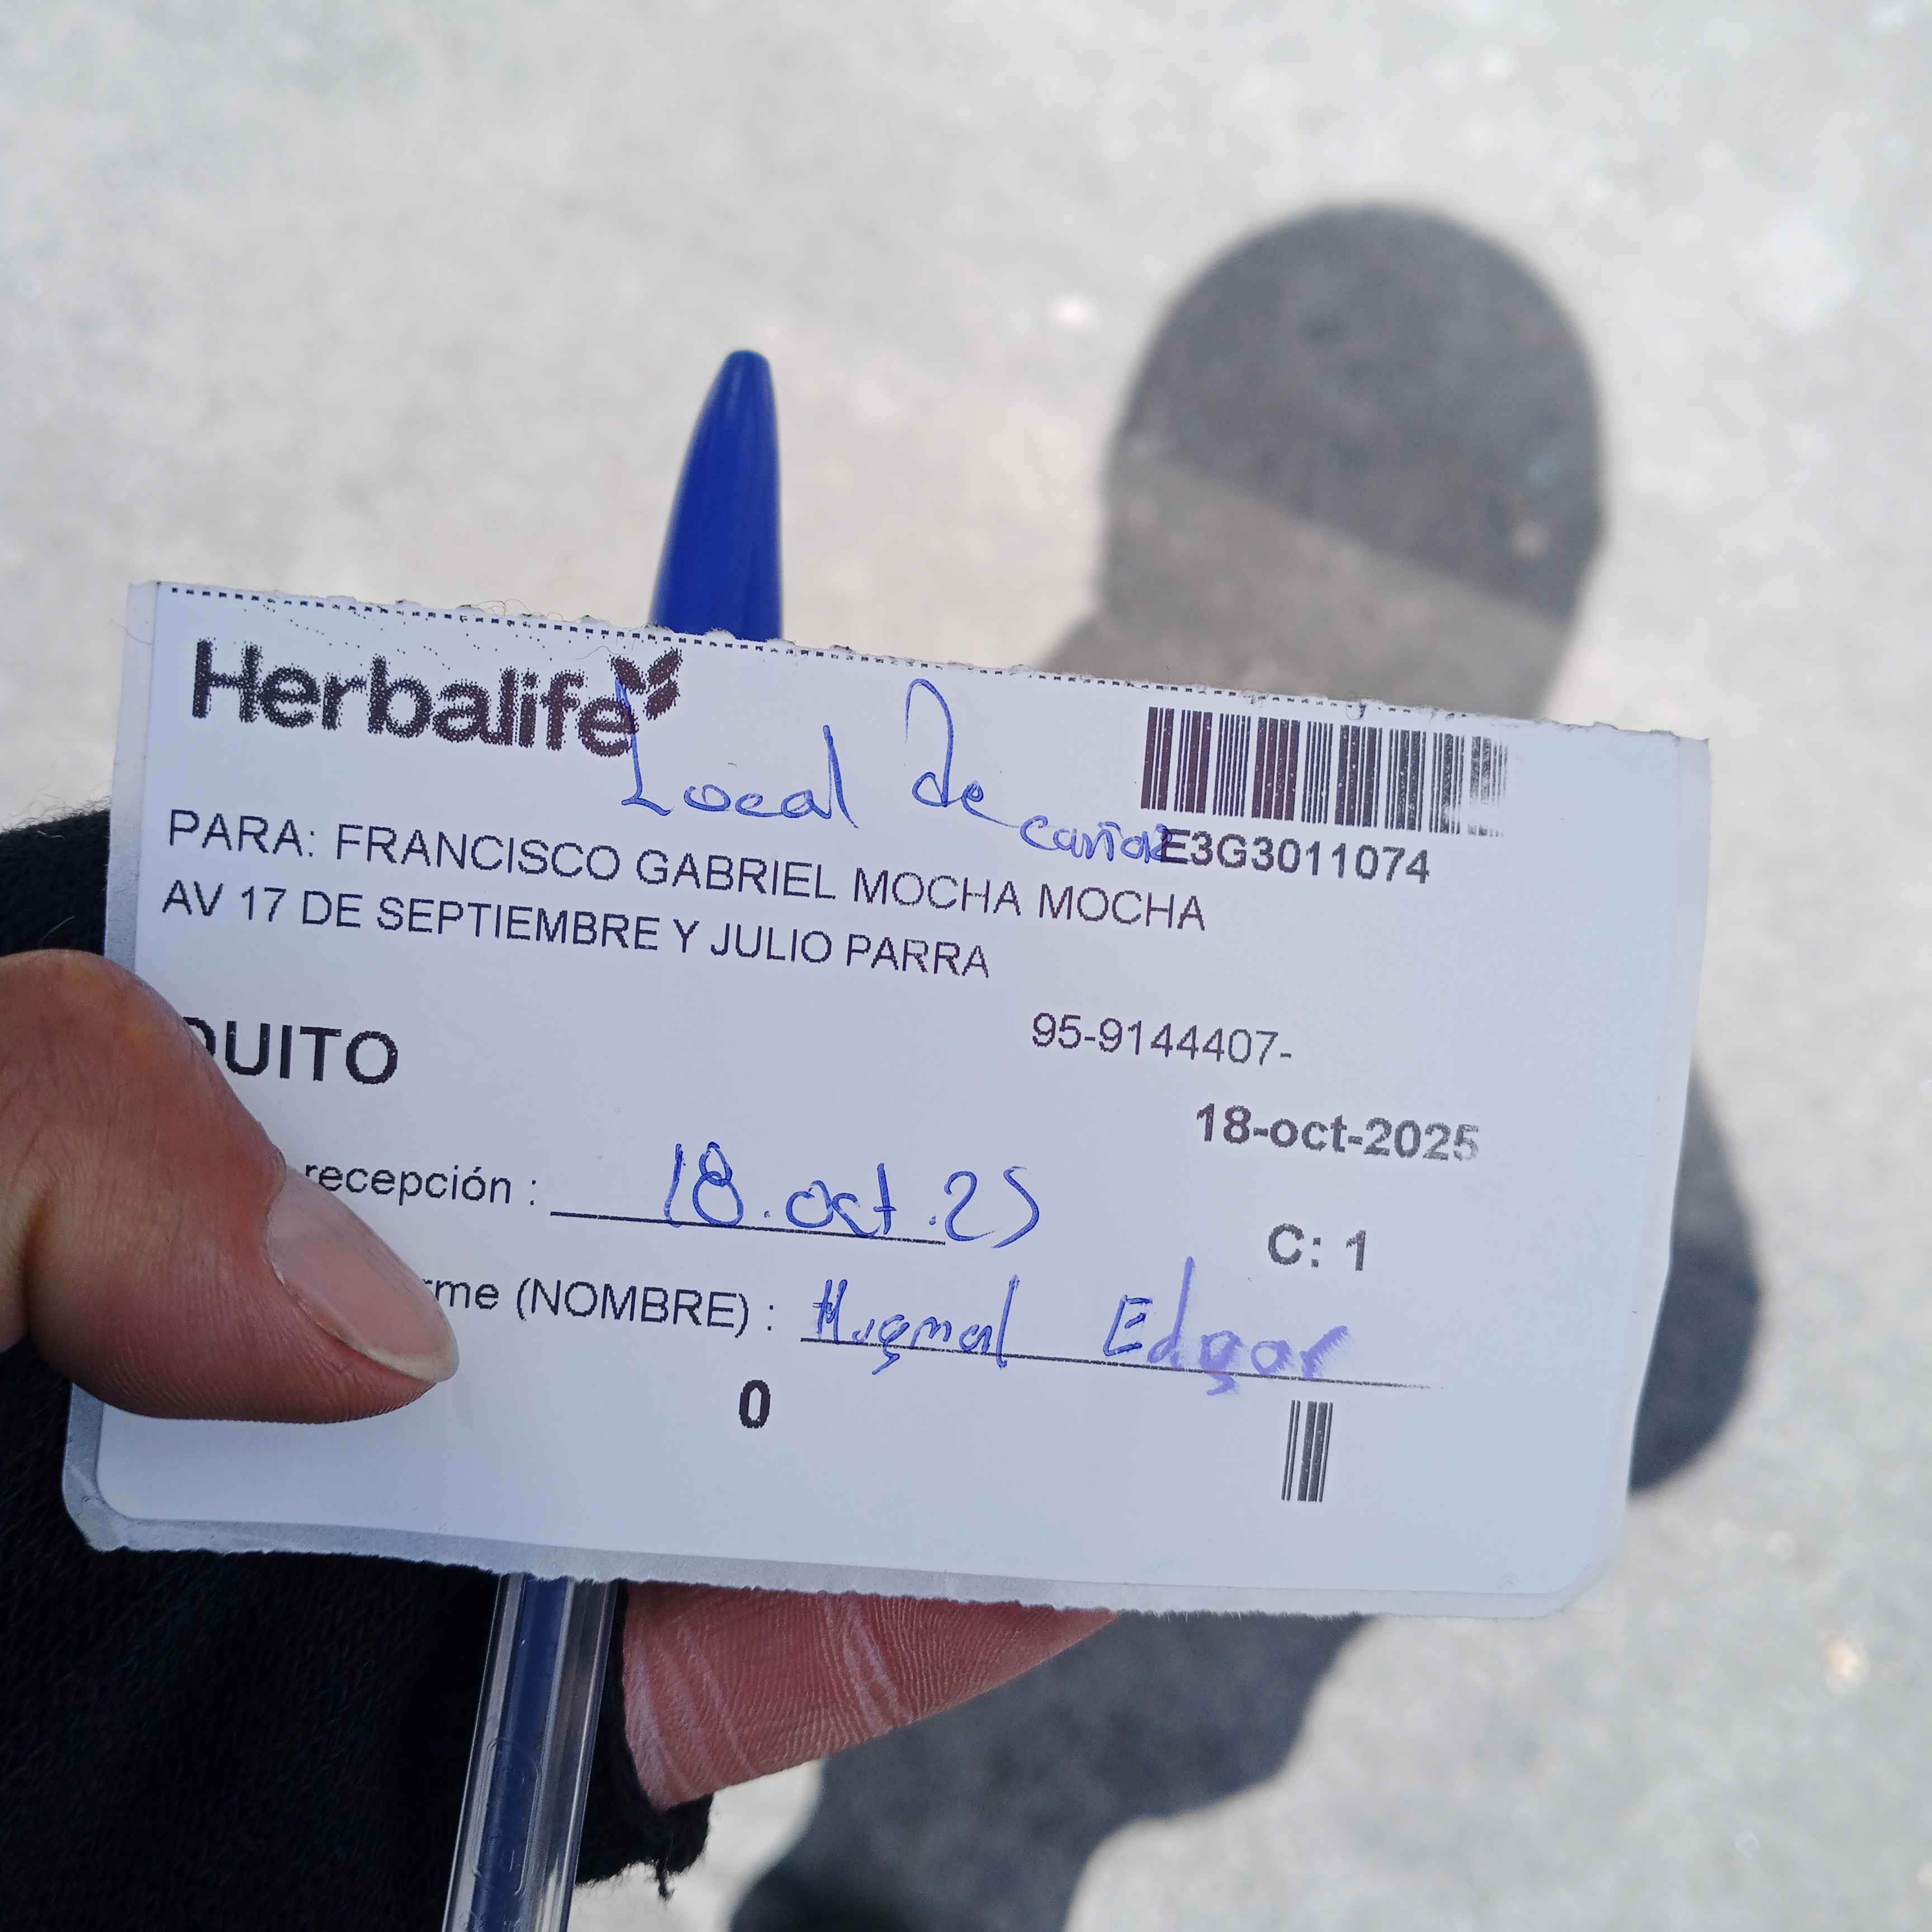 Herbalife
Local De
E3G3011074
PARA: FRANCISCO GABRIEL MOCHA MOCHA
AV 17 DE SEPTIEMBRE Y JULIO PARRA
95-9144407-
QUITO
18-oct-2025
recepción : 18.oct.25
C: 1
rme (NOMBRE) : Edgar
0